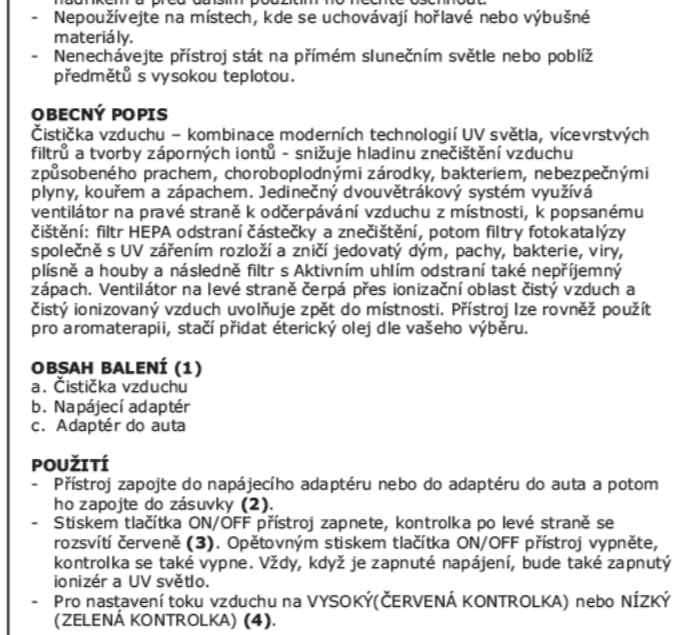 hadříkem a před dalším použitím ho nechte oschnout.
- Nepoužívejte na místech, kde se uchovávají hořlavé nebo výbušné
materiály.
- Nenechávejte přístroj stát na přímém slunečním světle nebo poblíž
předmětů s vysokou teplotou.
OBECNÝ POPIS
Čistička vzduchu – kombinace moderních technologií UV světla, vícevrstvých
filtrů a tvorby záporných iontů - snižuje hladinu znečištění vzduchu
způsobeného prachem, choroboplodnými zárodky, bakteriem, nebezpečnými
plyny, kouřem a zápachem. Jedinečný dvouvětrákový systém využívá
ventilátor na pravé straně k odčerpávání vzduchu z místnosti, k popsanému
čištění: filtr HEPA odstraní částečky a znečištění, potom filtry fotokatalýzy
společně s UV zářením rozloží a zničí jedovatý dým, pachy, bakterie, viry,
plísně a houby a následně filtr s Aktivním uhlím odstraní také nepříjemný
zápach. Ventilátor na levé straně čerpá přes ionizační oblast čistý vzduch a
čistý ionizovaný vzduch uvolňuje zpět do místnosti. Přístroj lze rovněž použít
pro aromaterapii, stačí přidat éterický olej dle vašeho výběru.
OBSAH BALENÍ (1)
a. Čistička vzduchu
b. Napájecí adaptér
c. Adaptér do auta
POUŽITÍ
- Přístroj zapojte do napájecího adaptéru nebo do adaptéru do auta a potom
ho zapojte do zásuvky (2).
- Stiskem tlačítka ON/OFF přístroj zapnete, kontrolka po levé straně se
rozsvítí červeně (3). Opětovným stiskem tlačítka ON/OFF přístroj vypněte,
kontrolka se také vypne. Vždy, když je zapnuté napájení, bude také zapnutý
ionizér a UV světlo.
- Pro nastavení toku vzduchu na VYSOKÝ(ČERVENÁ KONTROLKA) nebo NÍZKÝ
(ZELENÁ KONTROLKA) (4).